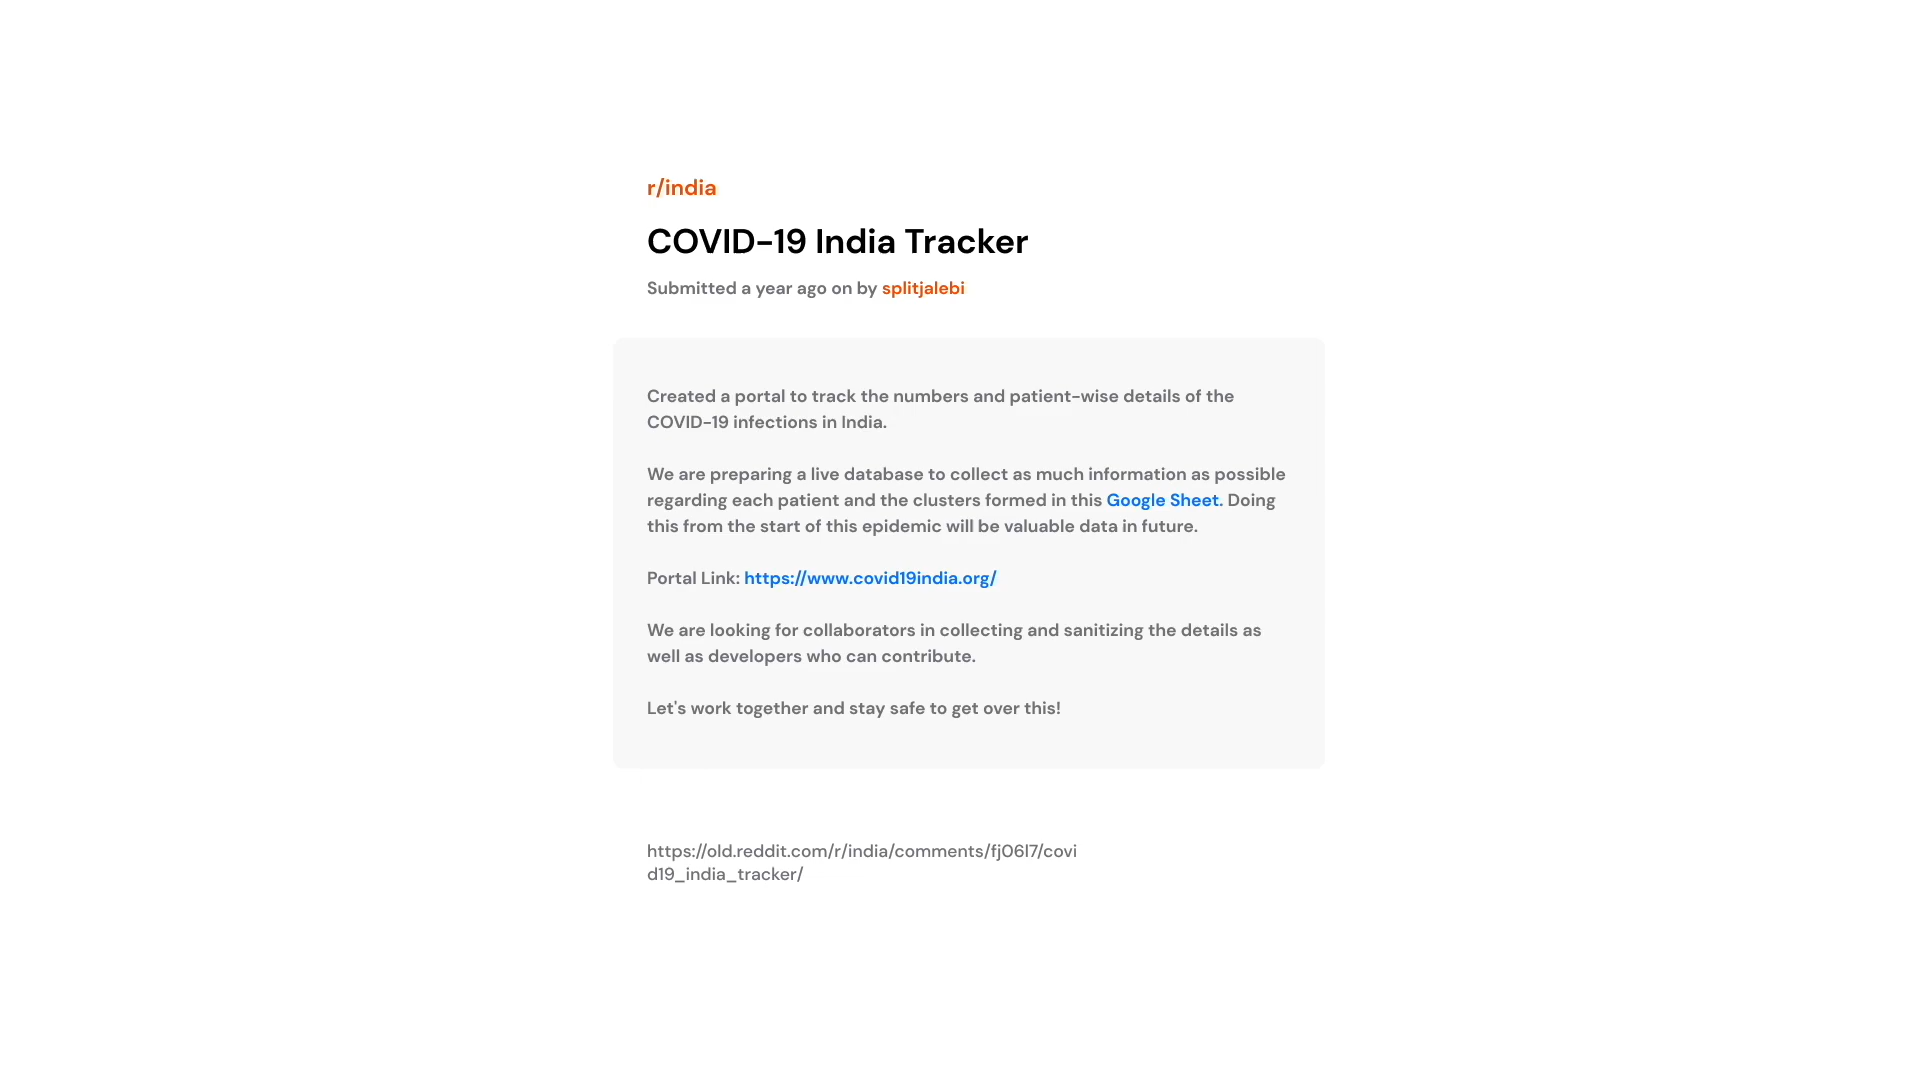 r/india
COVID-19 India Tracker
Submitted a year ago on by splitjalebi
Created a portal to track the numbers and patient-wise details of the
COVID-19 infections in India.
We are preparing a live database to collect as much information as possible
regarding each patient and the clusters formed in this Google Sheet. Doing
this from the start of this epidemic will be valuable data in future.
Portal Link: https://www.covid19india.org/
We are looking for collaborators in collecting and sanitizing the details as
well as developers who can contribute.
Let's work together and stay safe to get over this!
https://old.reddit.com/r/india/comments/fj06l7/covi
d19_india_tracker/